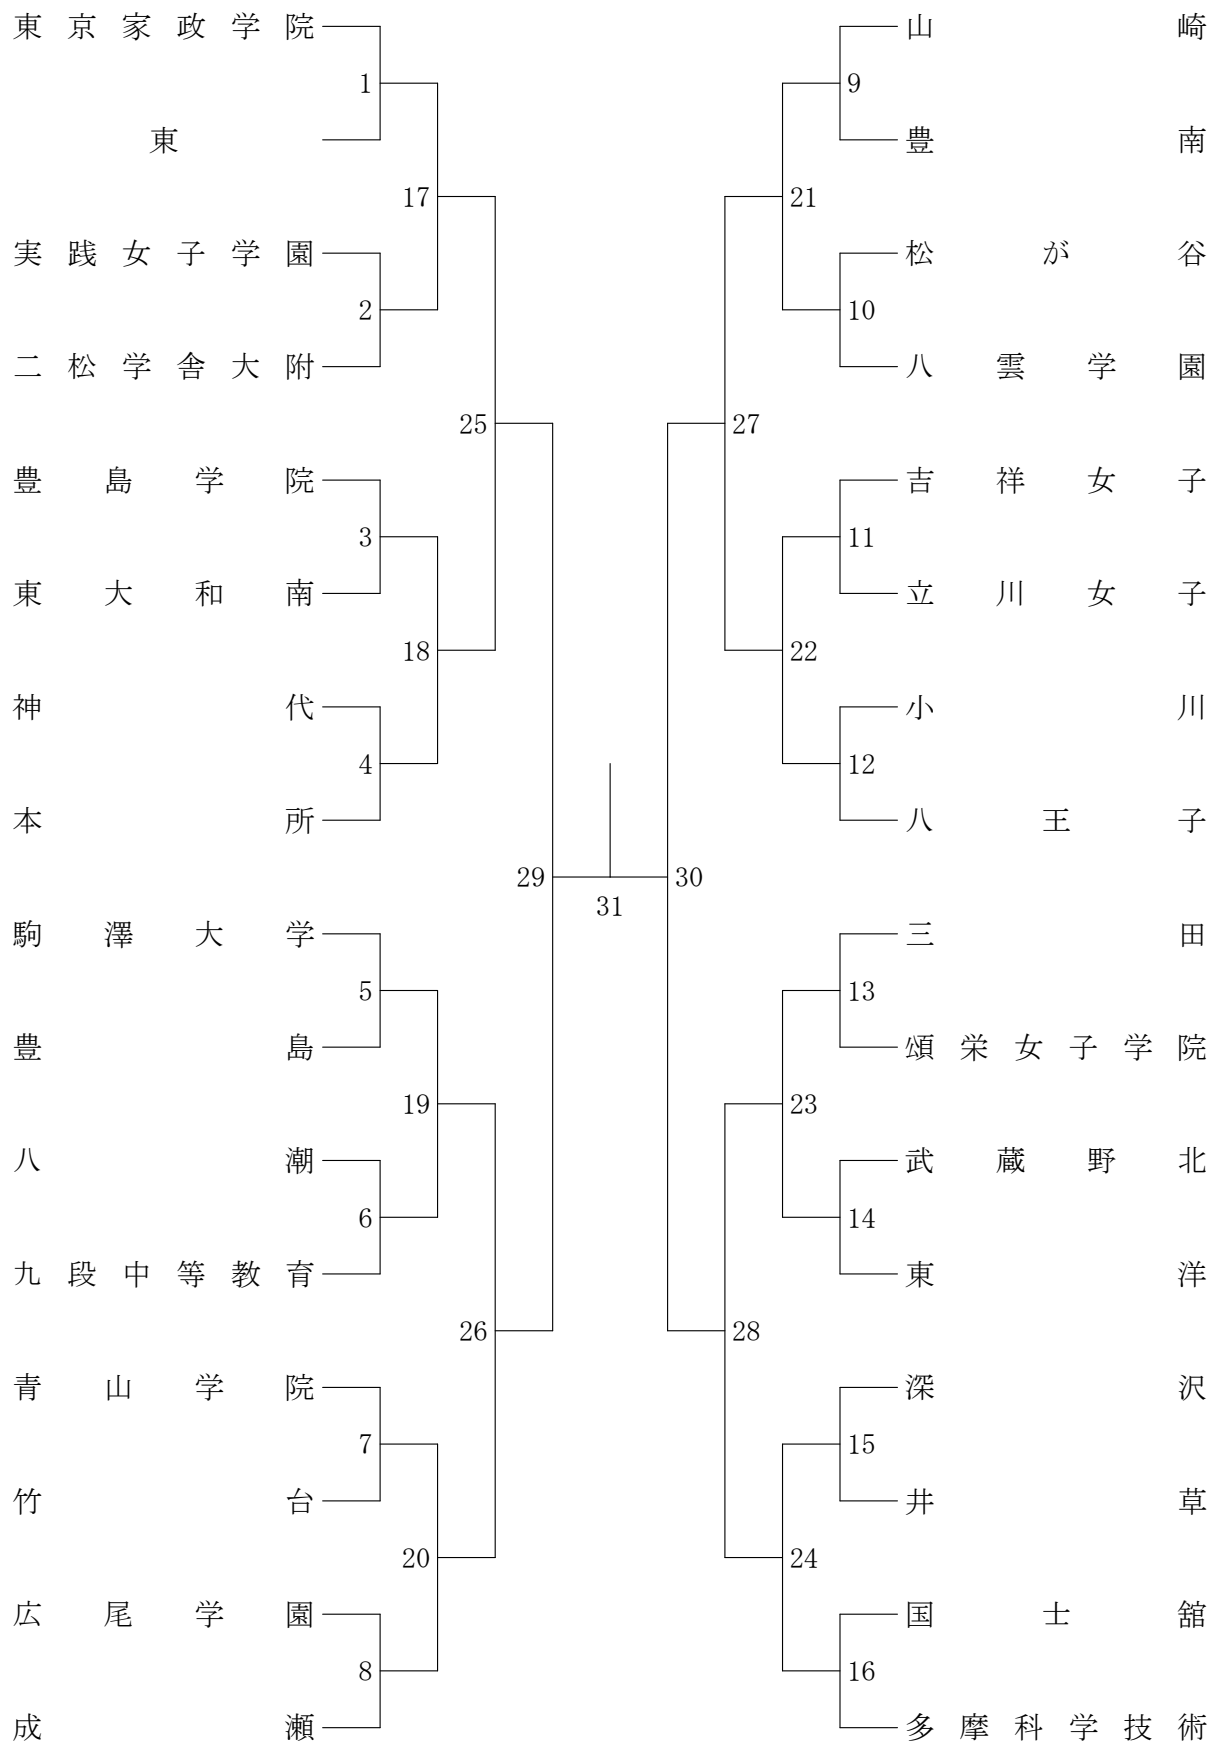 東京家政学院
1
東
17
実践女子学園
2
二松学舎大附
25
豊島学院
3
東大和南
18
神代
4
本所
29
駒澤大学
5
豊島
19
八潮
6
九段中等教育
26
青山学院
7
竹台
20
広尾学園
8
成瀬
31
山崎
9
豊南
21
松が谷
10
八雲学園
27
吉祥女子
11
立川女子
22
小川
12
八王子
30
三田
13
頌栄女子学院
23
武蔵野北
14
東洋
28
深沢
15
井草
24
国士舘
16
多摩科学技術